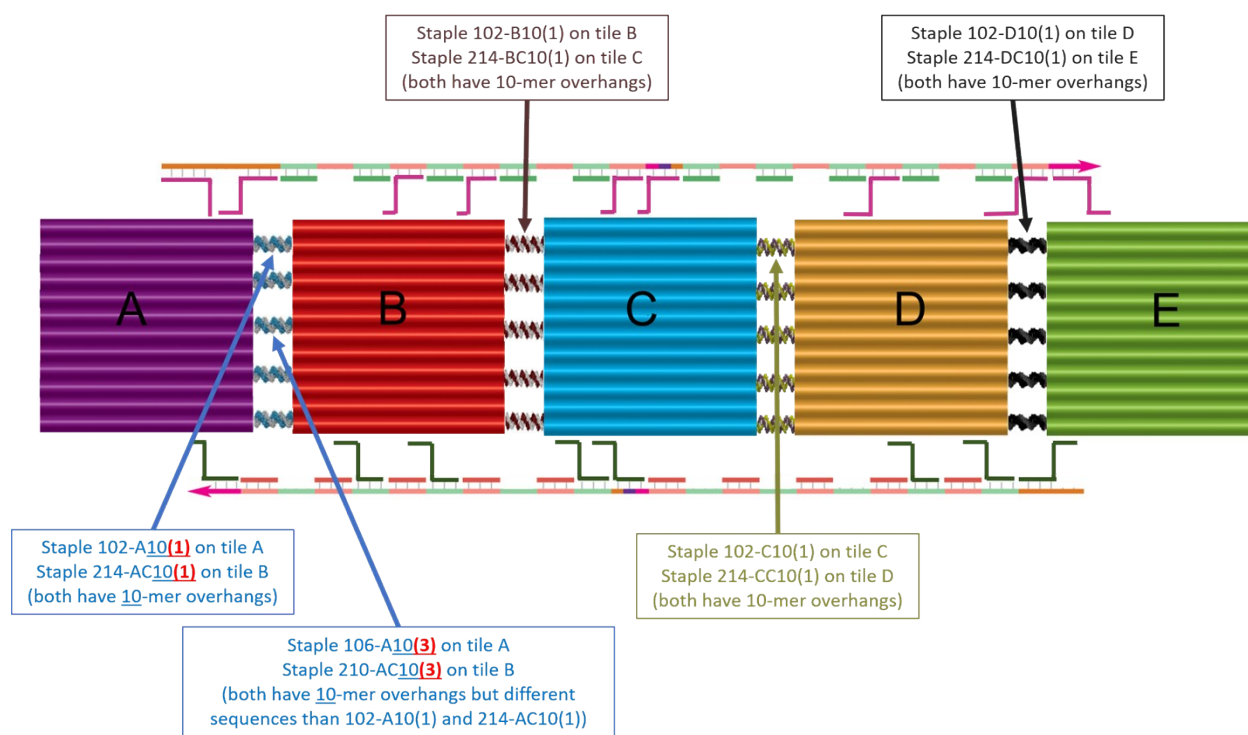 Staple 102-B10(1) on tile B
Staple 214-BC10(1) on tile C
(both have 10-mer overhangs)
Staple 102-D10(1) on tile D
Staple 214-DC10(1) on tile E
(both have 10-mer overhangs)
A
B
C
D
E
Staple 102-A10(1) on tile A
Staple 214-AC10(1) on tile B
(both have 10-mer overhangs)
Staple 102-C10(1) on tile C
Staple 214-CC10(1) on tile D
(both have 10-mer overhangs)
Staple 106-A10(3) on tile A
Staple 210-AC10(3) on tile B
(both have 10-mer overhangs but different
sequences than 102-A10(1) and 214-AC10(1))